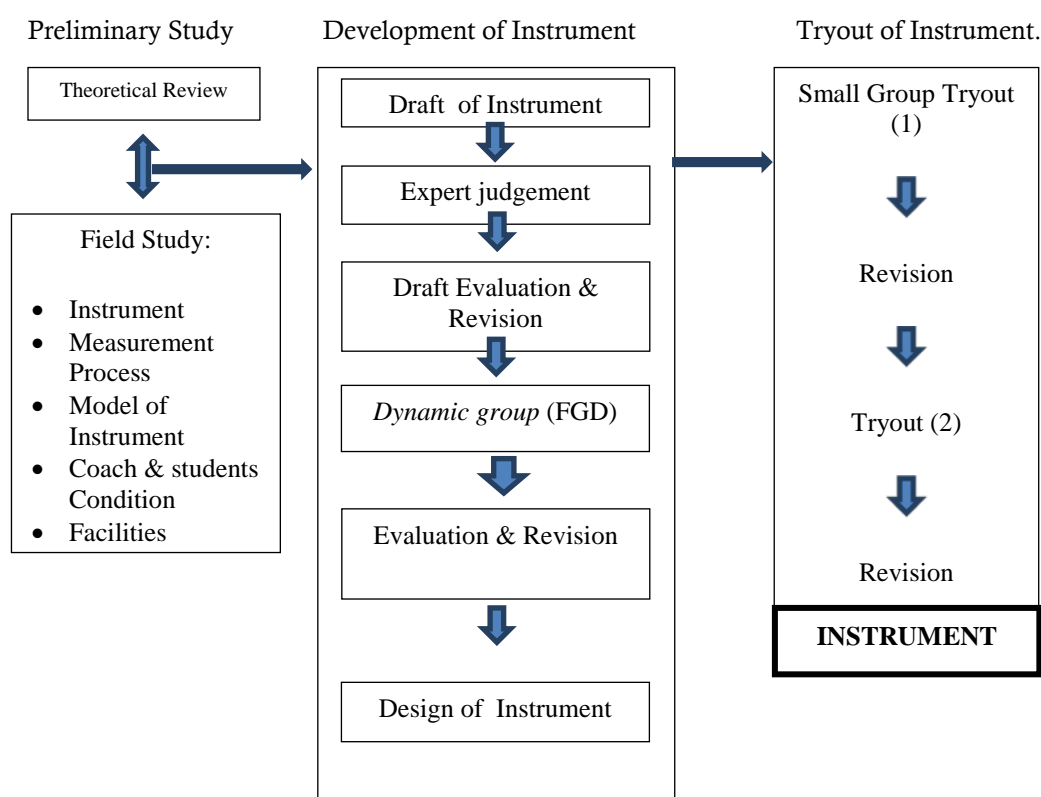 Preliminary Study
Theoretical Review
Field Study:
• Instrument
• Measurement
Process
• Model of
Instrument
• Coach & students
Condition
• Facilities
Development of Instrument
Draft of Instrument
Expert judgement
Draft Evaluation &
Revision
Dynamic group (FGD)
Evaluation & Revision
Design of Instrument
Tryout of Instrument.
Small Group Tryout
(1)
Revision
Tryout (2)
Revision
INSTRUMENT